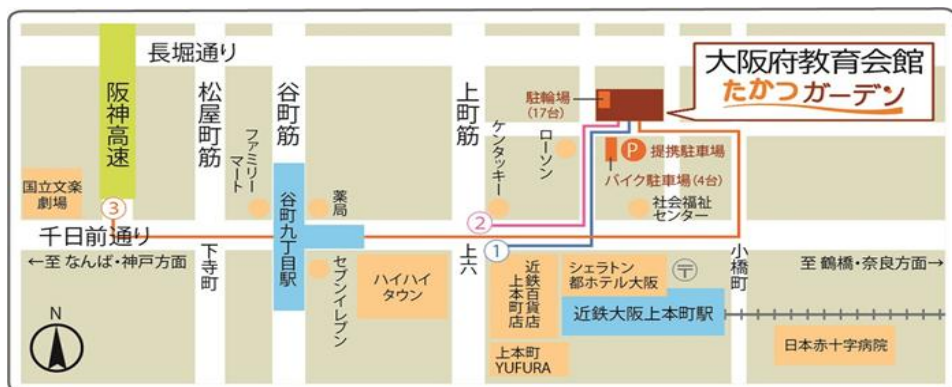 長堀通り
阪神高速
松屋町筋
谷町筋
上町筋
大阪府教育会館
たかつガーデン
駐輪場
(17台)
ファミリー
マート
ケンタッキー
ローソン
P 提携駐車場
バイク駐車場(4台)
国立文楽
劇場
3
谷町九丁目駅
薬局
2
社会福祉
センター
千日前通り
1
←至 なんば・神戸方面
下寺町
セブンイレブン
ハイハイ
タウン
上六
近鉄百貨店
上本町店
シェラトン
都ホテル大阪
〒
小橋町
至 鶴橋・奈良方面→
N
近鉄大阪上本町駅
上本町
YUFURA
日本赤十字病院